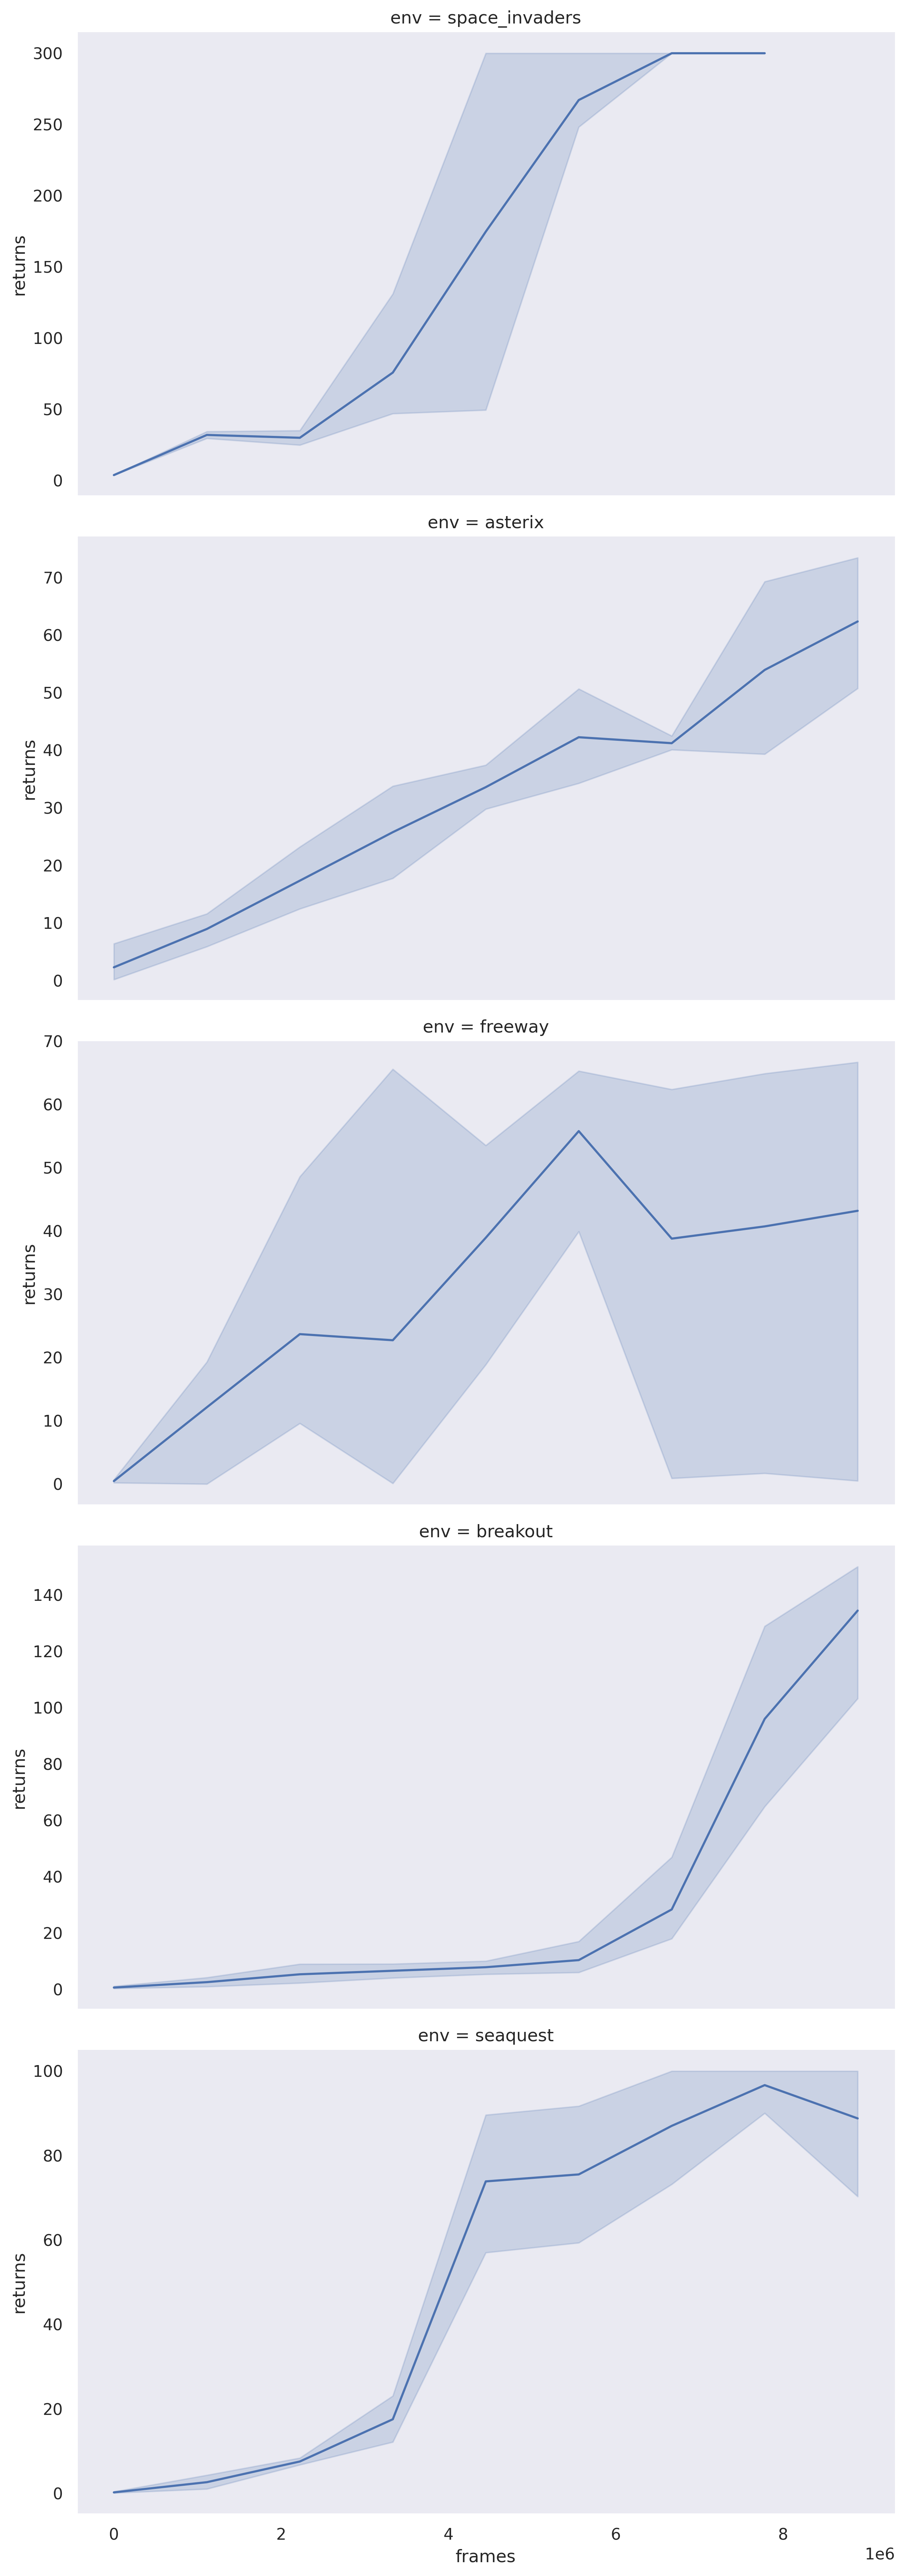 env = space_invaders
300
250
200
150
100
50
0
returns
env = asterix
70
60
50
40
30
20
10
0
returns
env = freeway
70
60
50
40
30
20
10
0
returns
env = breakout
140
120
100
80
60
40
20
0
returns
env = seaquest
100
80
60
40
20
0
returns
0 2 4 6 8
1e6
frames